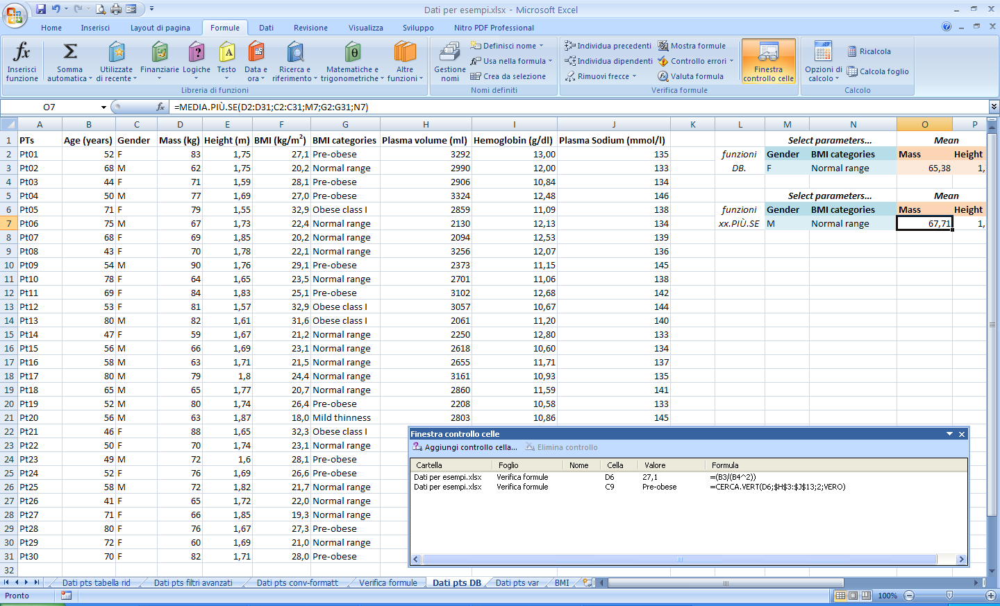 Dati per esempi.xlsx - Microsoft Excel
Home Inserisci Layout di pagina Formule Dati Revisione Visualizza Sviluppo Nitro PDF Professional
Inserisci funzione
Somma automatica
Utilizzate di recente
Finanziarie
Logiche
Testo
Data e ora
Ricerca e riferimento
Matematiche e trigonometriche
Altre funzioni
Libreria di funzioni
Gestione nomi
Definisci nome
Usa nella formula
Crea da selezione
Nomi definiti
Individua precedenti
Individua dipendenti
Rimuovi frecce
Mostra formule
Controllo errori
Valuta formula
Verifica formule
Finestra controllo celle
Opzioni di calcolo
Ricalcola
Calcola foglio
Calcolo
O7 fx =MEDIA.PIÙ.SE(D2:D31;C2:C31;M7;G2:G31;N7)
A B C D E F G H I J K L M N O P
1 PTs Age (years) Gender Mass (kg) Height (m) BMI (kg/m²) BMI categories Plasma volume (ml) Hemoglobin (g/dl) Plasma Sodium (mmol/l) Select parameters... Mean
2 Pt01 52 F 83 1,75 27,1 Pre-obese 3292 13,00 135 funzioni Gender BMI categories Mass Height
3 Pt02 68 M 62 1,75 20,2 Normal range 2990 12,00 133 DB. F Normal range 65,38 1,
4 Pt03 44 F 71 1,59 28,1 Pre-obese 2906 10,84 134
5 Pt04 50 M 77 1,69 27,0 Pre-obese 3324 12,48 146 Select parameters... Mean
6 Pt05 71 F 79 1,55 32,9 Obese class I 2859 11,09 138 funzioni Gender BMI categories Mass Height
7 Pt06 75 M 67 1,73 22,4 Normal range 2130 12,13 134 xx.PIÙ.SE M Normal range 67,71 1,
8 Pt07 68 F 69 1,85 20,2 Normal range 2094 12,53 139
9 Pt08 43 F 70 1,78 22,1 Normal range 3256 12,07 136
10 Pt09 54 M 90 1,76 29,1 Pre-obese 2373 11,15 145
11 Pt10 78 F 64 1,65 23,5 Normal range 2701 11,06 138
12 Pt11 69 F 84 1,83 25,1 Pre-obese 3102 12,68 142
13 Pt12 53 F 81 1,57 32,9 Obese class I 3057 10,67 144
14 Pt13 80 M 82 1,61 31,6 Obese class I 2061 11,20 140
15 Pt14 47 F 59 1,67 21,2 Normal range 2250 12,80 133
16 Pt15 56 M 66 1,69 23,1 Normal range 2618 10,60 134
17 Pt16 58 M 63 1,71 21,5 Normal range 2655 11,71 137
18 Pt17 80 M 79 1,8 24,4 Normal range 3161 10,93 135
19 Pt18 65 M 65 1,77 20,7 Normal range 2860 11,59 141
20 Pt19 52 M 80 1,74 26,4 Pre-obese 2208 10,58 133
21 Pt20 56 M 63 1,87 18,0 Mild thinness 2803 10,86 145
22 Pt21 46 F 88 1,65 32,3 Obese class I
23 Pt22 50 F 70 1,74 23,1 Normal range
24 Pt23 49 M 72 1,6 28,1 Pre-obese
25 Pt24 52 F 76 1,69 26,6 Pre-obese
26 Pt25 58 M 72 1,82 21,7 Normal range
27 Pt26 41 F 65 1,72 22,0 Normal range
28 Pt27 71 F 66 1,85 19,3 Normal range
29 Pt28 80 F 76 1,67 27,3 Pre-obese
30 Pt29 72 F 60 1,69 21,0 Normal range
31 Pt30 70 F 82 1,71 28,0 Pre-obese
32
Finestra controllo celle
Aggiungi controllo cella... Elimina controllo
Cartella Foglio Nome Cella Valore Formula
Dati per esempi.xlsx Verifica formule D6 27,1 =(B3/(B4^2))
Dati per esempi.xlsx Verifica formule C9 Pre-obese =CERCA.VERT(D6;$H$3:$J$13;2;VERO)
Dati pts tabella rid Dati pts filtri avanzati Dati pts conv-formatt Verifica formule Dati pts DB Dati pts var BMI
Pronto 100%